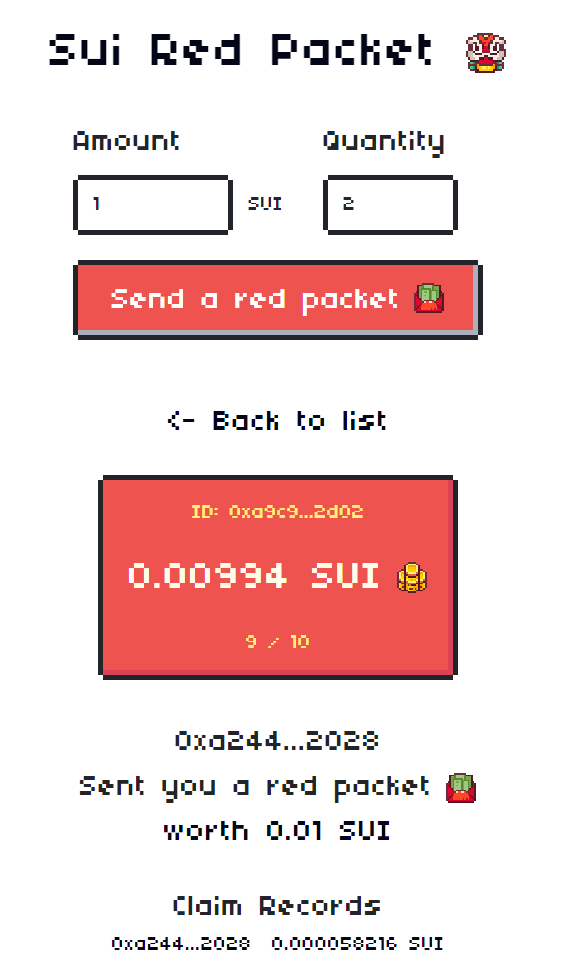 Sui Red Packet
Amount
Quantity
1
SUI
2
Send a red packet
<- Back to list
ID: 0xa9c9...2d02
0.00994 SUI
9 / 10
0xa244...2028
Sent you a red packet
worth 0.01 SUI
Claim Records
0xa244...2028 0.000058216 SUI